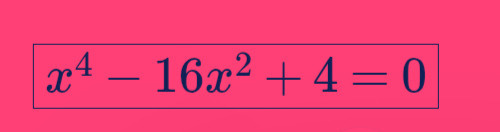 x⁴ − 16x² + 4 = 0